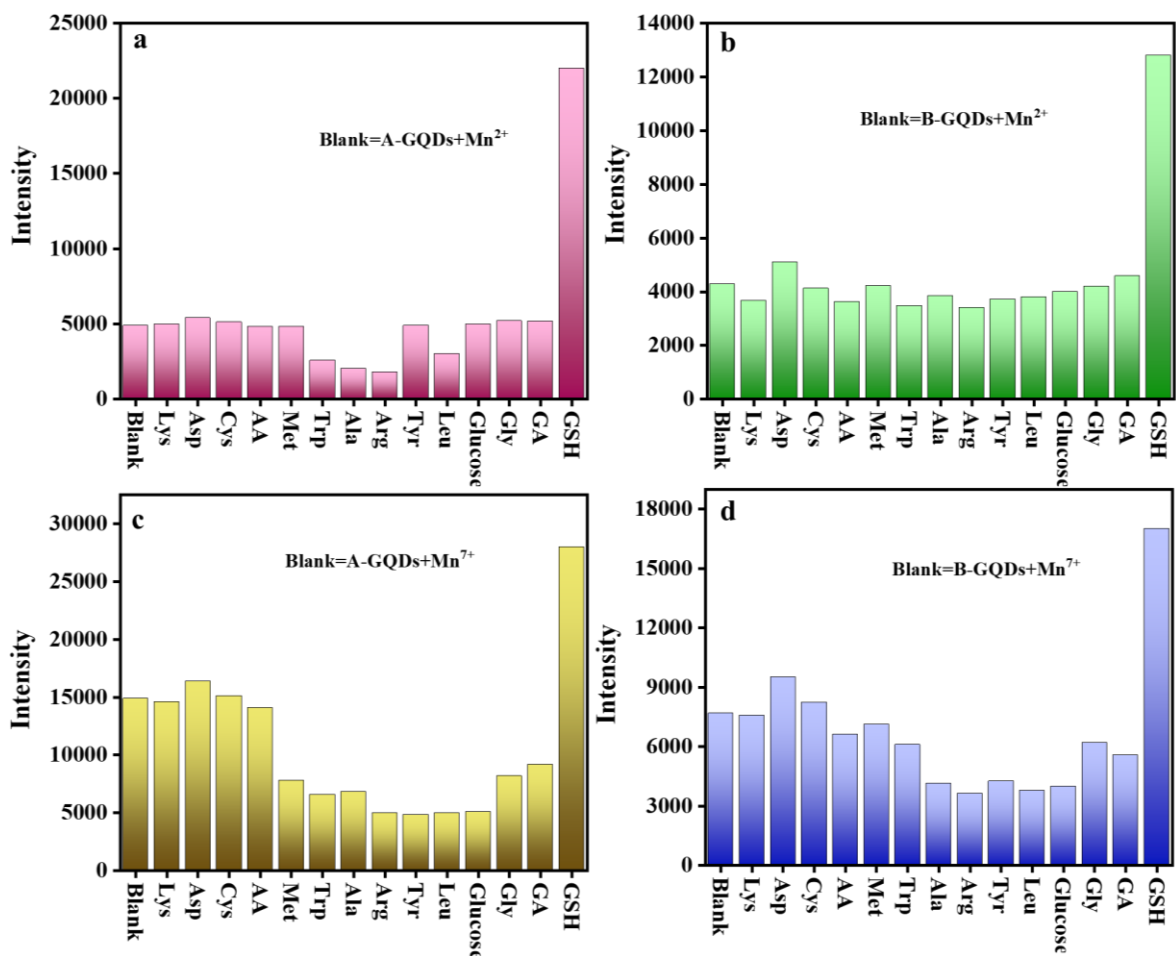 a
Blank=A-GQDs+Mn²⁺
Intensity
25000
20000
15000
10000
5000
0
Blank
Lys
Asp
Cys
AA
Met
Trp
Ala
Arg
Tyr
Leu
Glucose
Gly
GA
GSH
b
Blank=B-GQDs+Mn²⁺
Intensity
14000
12000
10000
8000
6000
4000
2000
0
Blank
Lys
Asp
Cys
AA
Met
Trp
Ala
Arg
Tyr
Leu
Glucose
Gly
GA
GSH
c
Blank=A-GQDs+Mn⁷⁺
Intensity
30000
25000
20000
15000
10000
5000
0
Blank
Lys
Asp
Cys
AA
Met
Trp
Ala
Arg
Tyr
Leu
Glucose
Gly
GA
GSH
d
Blank=B-GQDs+Mn⁷⁺
Intensity
18000
15000
12000
9000
6000
3000
0
Blank
Lys
Asp
Cys
AA
Met
Trp
Ala
Arg
Tyr
Leu
Glucose
Gly
GA
GSH